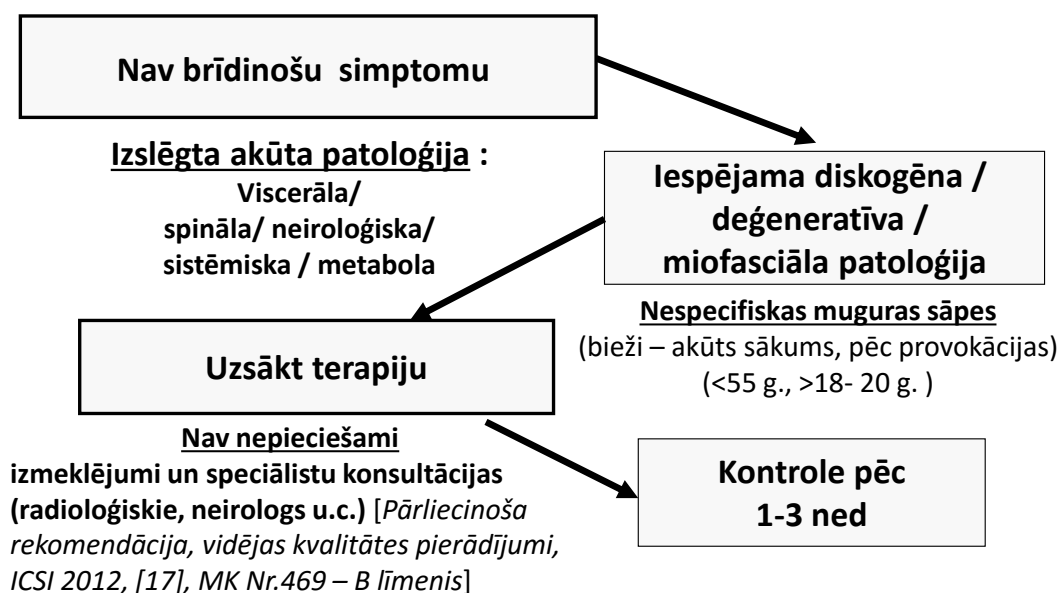 Nav brīdinošu simptomu
Izslēgta akūta patoloģija :
Viscerāla/
spināla/ neiroloģiska/
sistēmiska / metabola
Iespējama diskogēna /
deģeneratīva /
miofasciāla patoloģija
Nespecifiskas muguras sāpes
(bieži – akūts sākums, pēc provokācijas)
(<55 g., >18- 20 g. )
Uzsākt terapiju
Nav nepieciešami
izmeklējumi un speciālistu konsultācijas
(radioloģiskie, neirologs u.c.) [Pārliecinoša
rekomendācija, vidējas kvalitātes pierādījumi,
ICSI 2012, [17], MK Nr.469 – B līmenis]
Kontrole pēc
1-3 ned